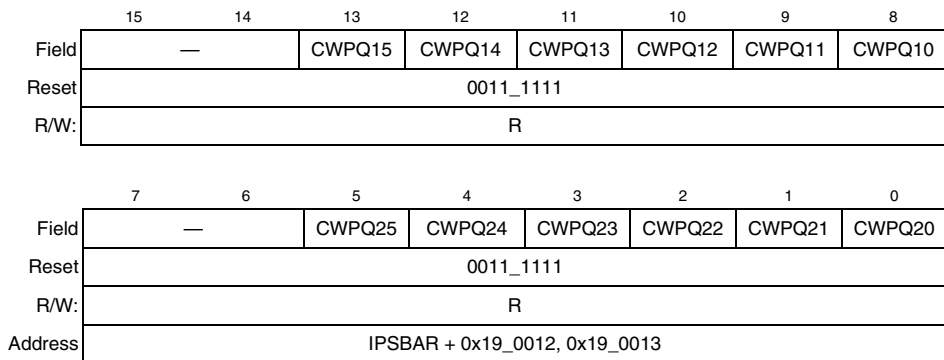 15 14 13 12 11 10 9 8
Field — CWPQ15 CWPQ14 CWPQ13 CWPQ12 CWPQ11 CWPQ10
Reset 0011_1111
R/W: R
7 6 5 4 3 2 1 0
Field — CWPQ25 CWPQ24 CWPQ23 CWPQ22 CWPQ21 CWPQ20
Reset 0011_1111
R/W: R
Address IPSBAR + 0x19_0012, 0x19_0013